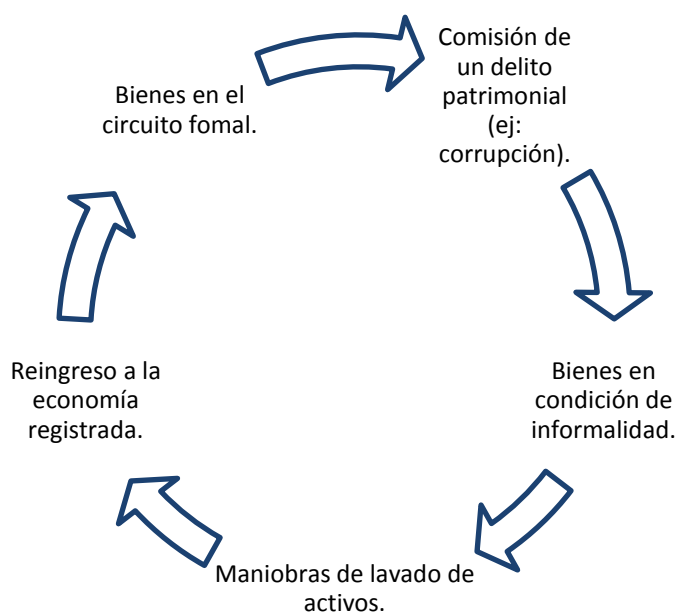 Comisión de
un delito
patrimonial
(ej:
corrupción).
Bienes en
condición de
informalidad.
Maniobras de lavado de
activos.
Reingreso a la
economía
registrada.
Bienes en el
circuito fomal.